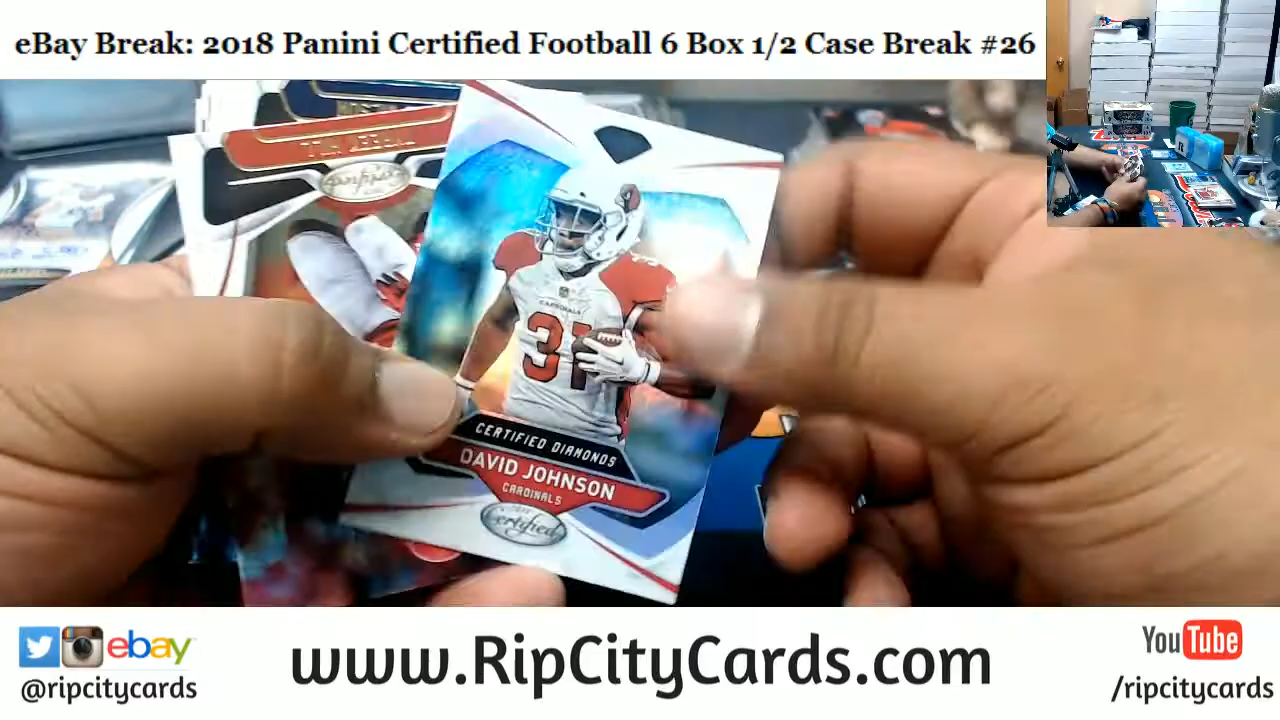 eBay Break: 2018 Panini Certified Football 6 Box 1/2 Case Break #26
CARDINALS
31
CERTIFIED DIAMONDS
DAVID JOHNSON
CARDINALS
Certified
ebay
@ripcitycards
www.RipCityCards.com
YouTube
/ripcitycards